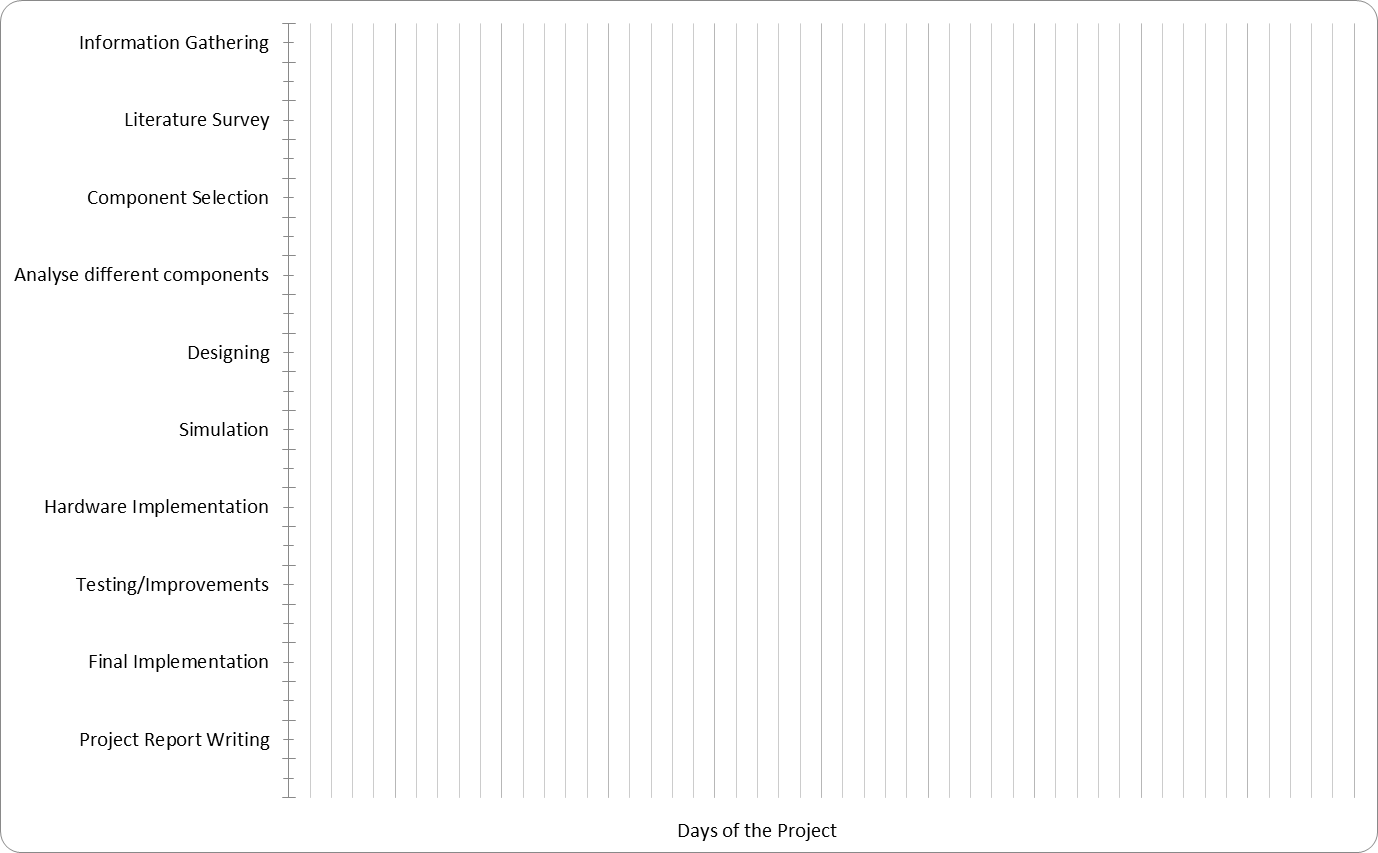 Information Gathering
Literature Survey
Component Selection
Analyse different components
Designing
Simulation
Hardware Implementation
Testing/Improvements
Final Implementation
Project Report Writing
Days of the Project